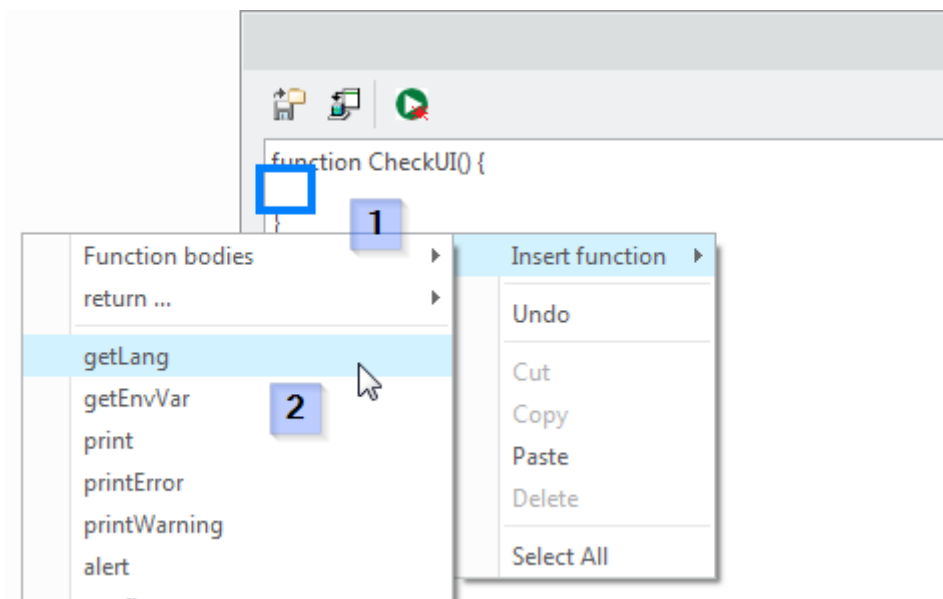 function CheckUI() {
}
1
Function bodies
return ...
getLang
getEnvVar
2
print
printError
printWarning
alert
Insert function
Undo
Cut
Copy
Paste
Delete
Select All